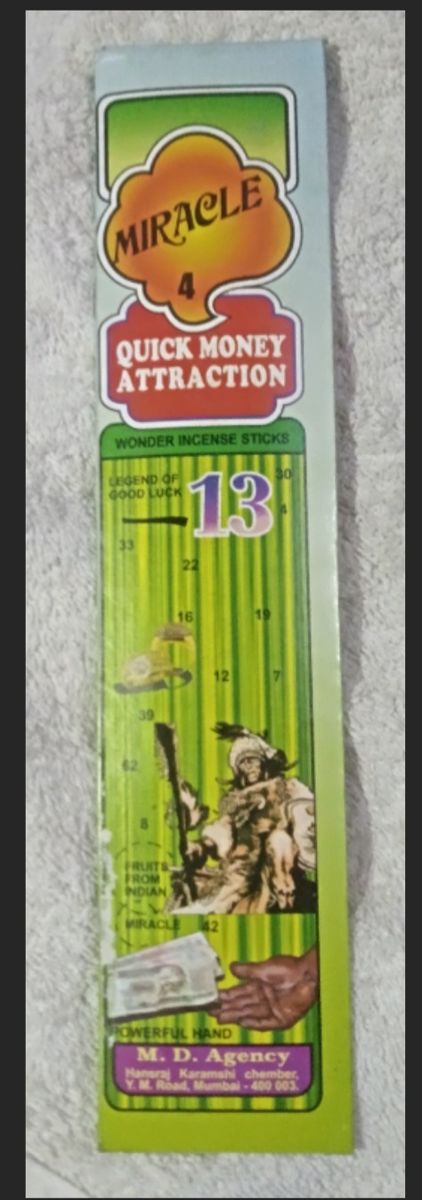 MIRACLE
4
QUICK MONEY
ATTRACTION
WONDER INCENSE STICKS
LEGEND OF
GOOD LUCK
13
30
4
33
22
16
19
12
7
39
62
8
FRUITS
FROM
INDIAN
MIRACLE
42
POWERFUL HAND
M. D. Agency
Hansraj Karamshi chember,
Y. M. Road, Mumbai - 400 003.